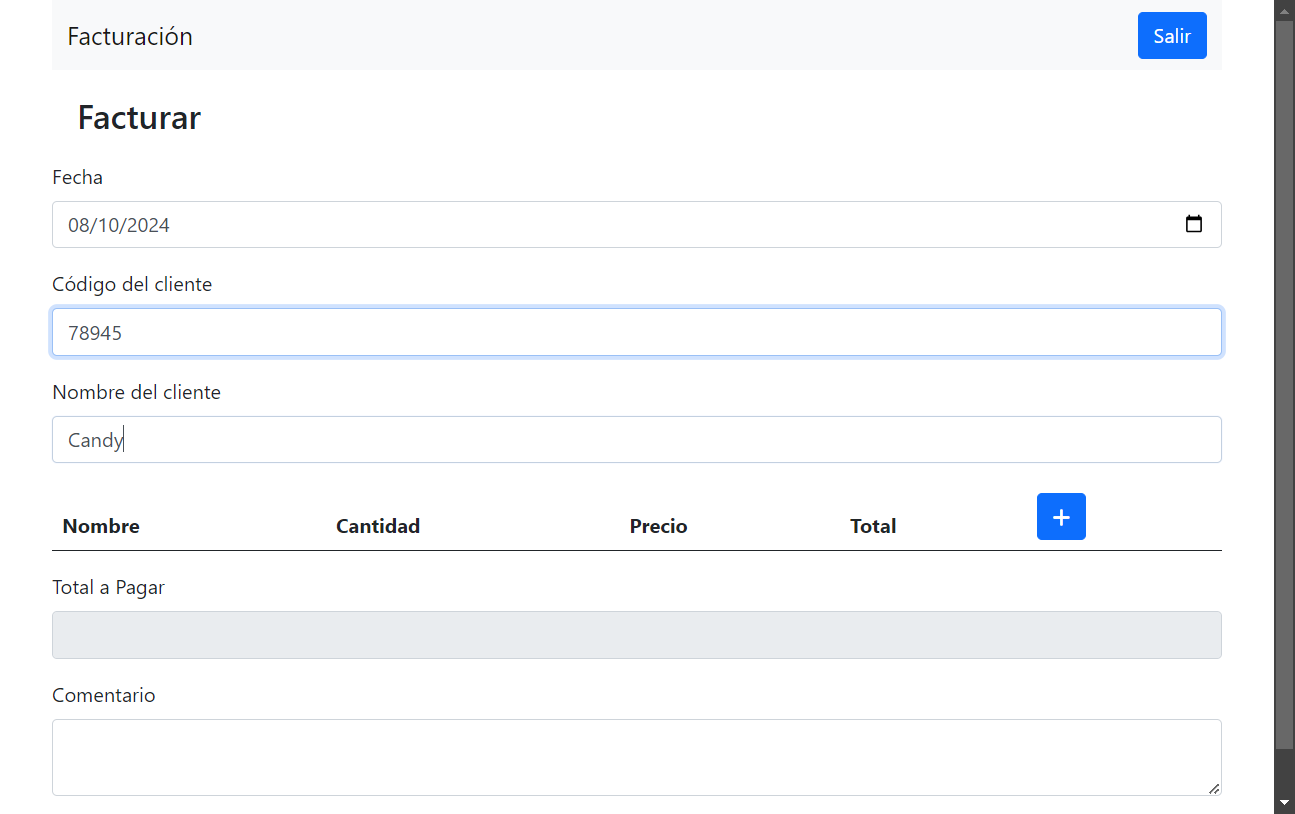 Facturación
Salir
Facturar
Fecha
08/10/2024
Código del cliente
78945
Nombre del cliente
Candy
Nombre Cantidad Precio Total +
Total a Pagar
Comentario